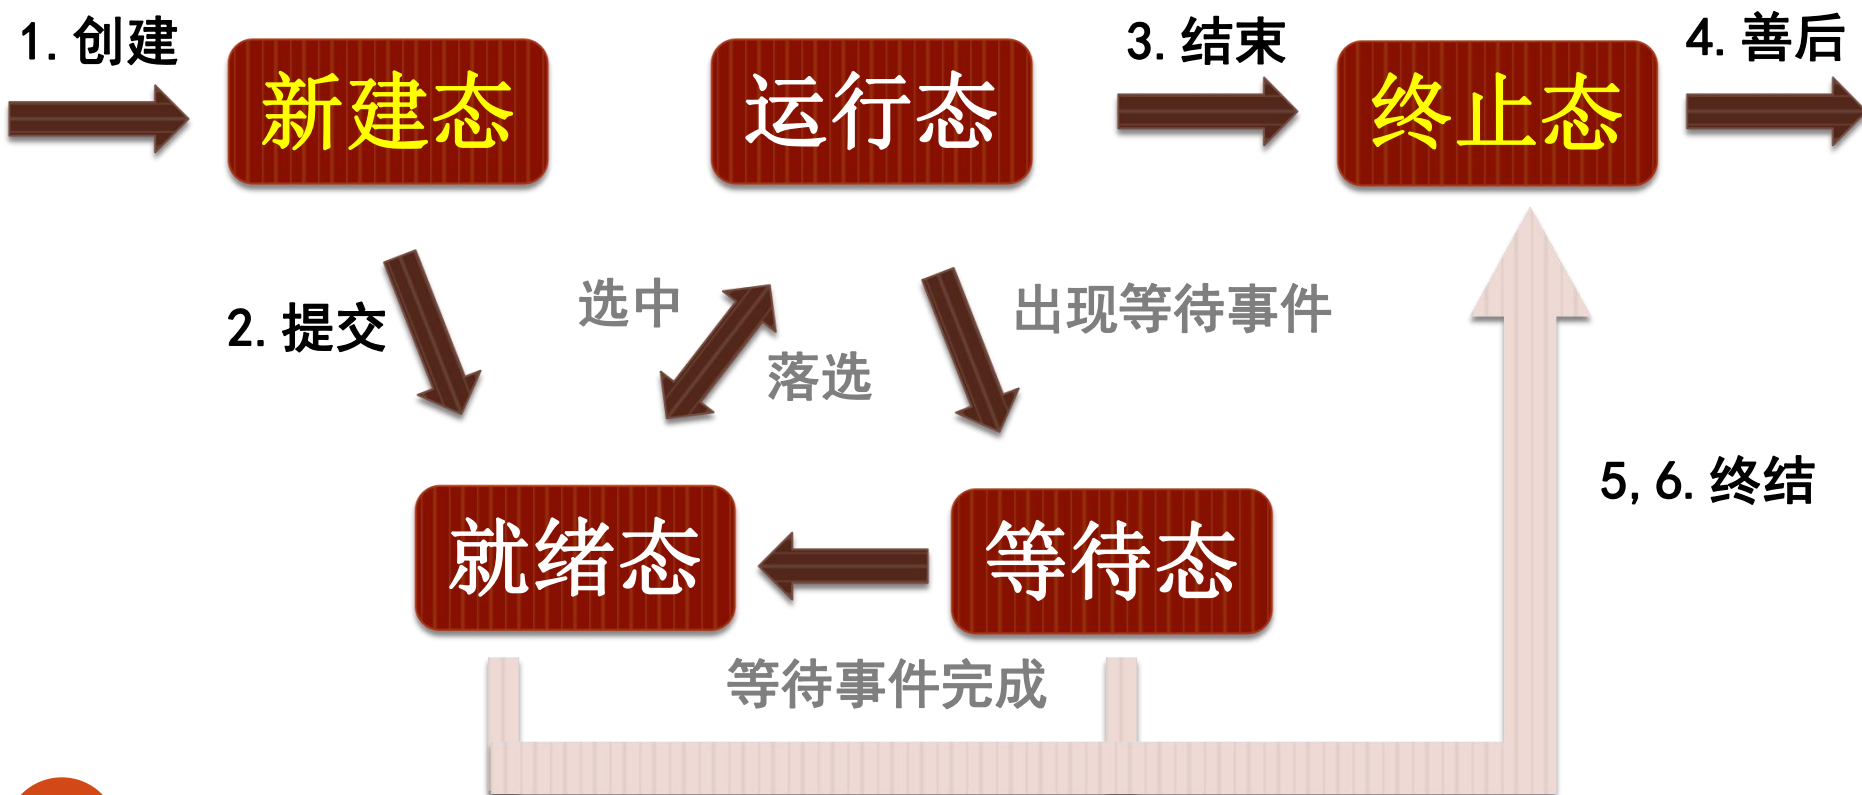 1.创建
新建态
运行态
3.结束
终止态
4.善后
2.提交
选中
落选
出现等待事件
5,6.终结
就绪态
等待态
等待事件完成